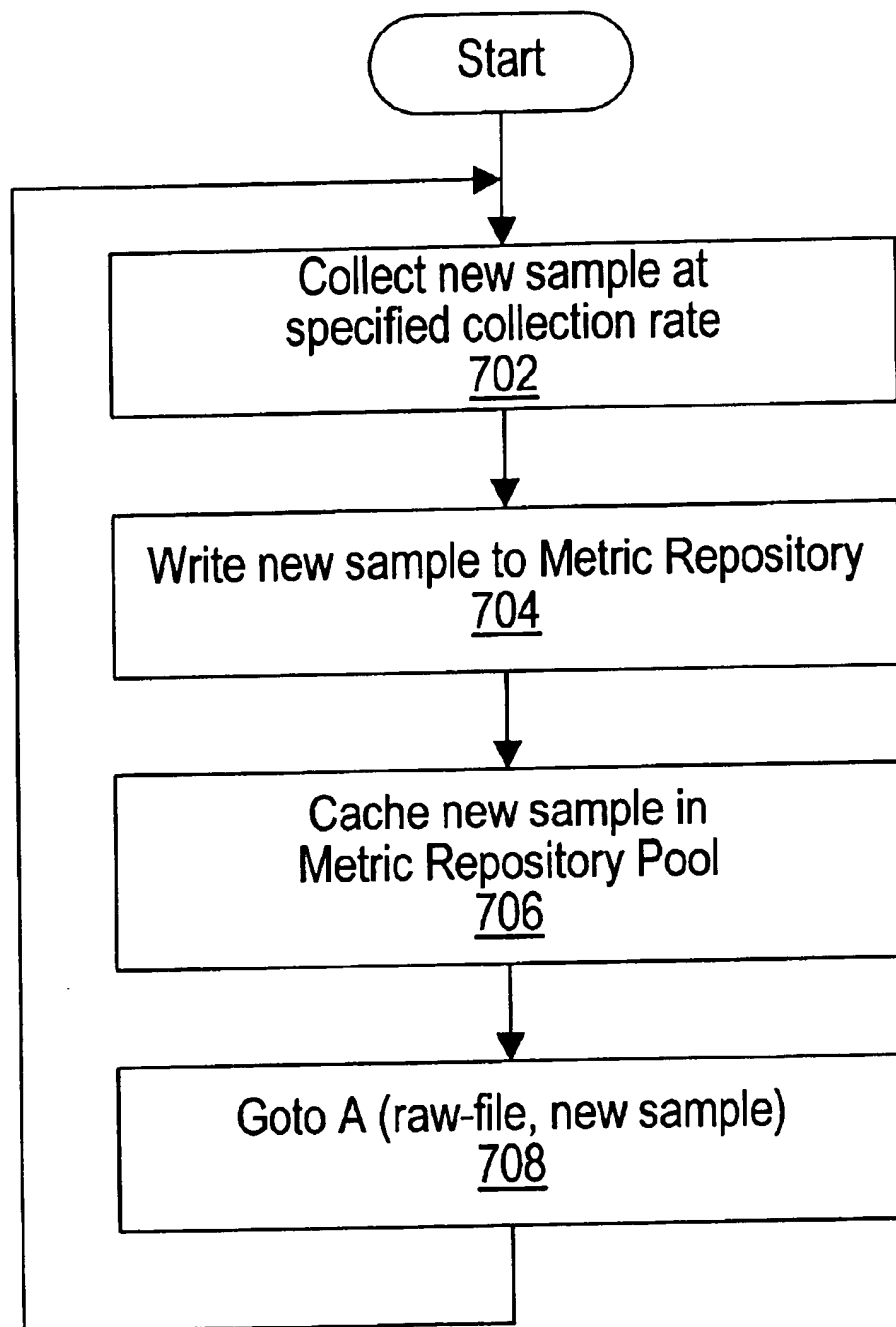 Start
Collect new sample at
specified collection rate
702
Write new sample to Metric Repository
704
Cache new sample in
Metric Repository Pool
706
Goto A (raw-file, new sample)
708